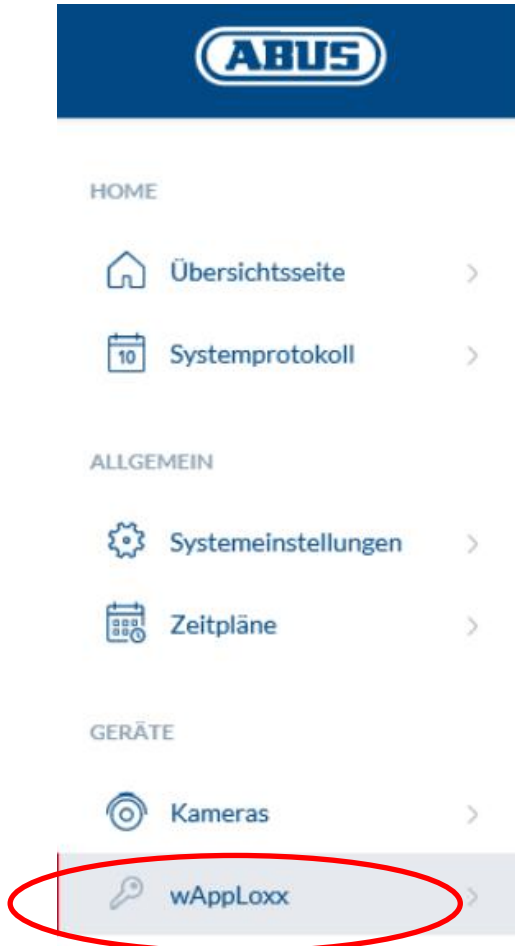 ABUS
HOME
Übersichtsseite
10 Systemprotokoll
ALLGEMEIN
Systemeinstellungen
Zeitpläne
GERÄTE
Kameras
wAppLoxx